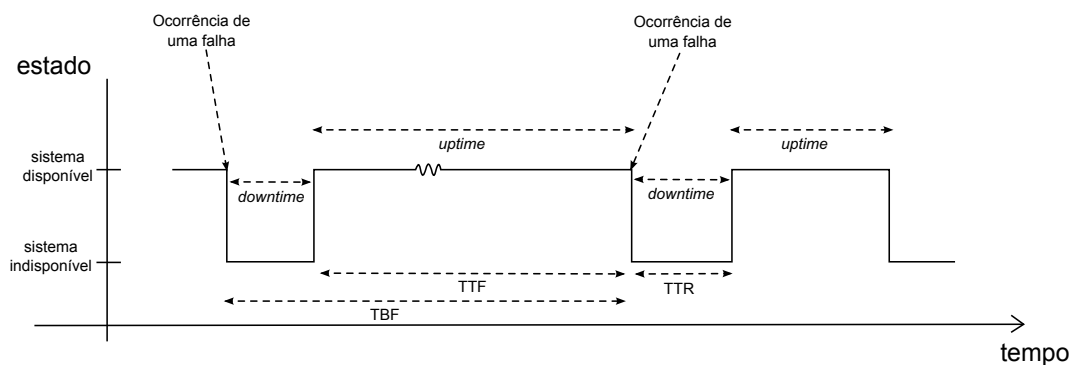 Ocorrência de
uma falha
Ocorrência de
uma falha
estado
uptime
uptime
sistema
disponível
downtime
downtime
sistema
indisponível
TTF
TTR
TBF
tempo